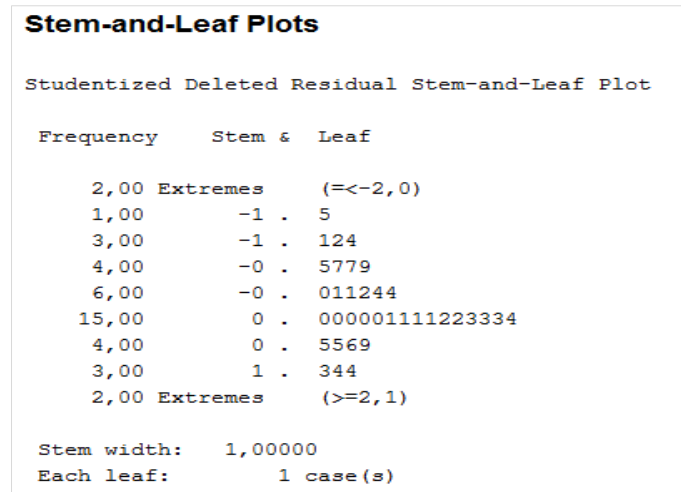 Stem-and-Leaf Plots
Studentized Deleted Residual Stem-and-Leaf Plot
Frequency Stem & Leaf
2,00 Extremes (=<-2,0)
1,00 -1 . 5
3,00 -1 . 124
4,00 -0 . 5779
6,00 -0 . 011244
15,00 0 . 000001111223334
4,00 0 . 5569
3,00 1 . 344
2,00 Extremes (>=2,1)
Stem width: 1,00000
Each leaf: 1 case(s)